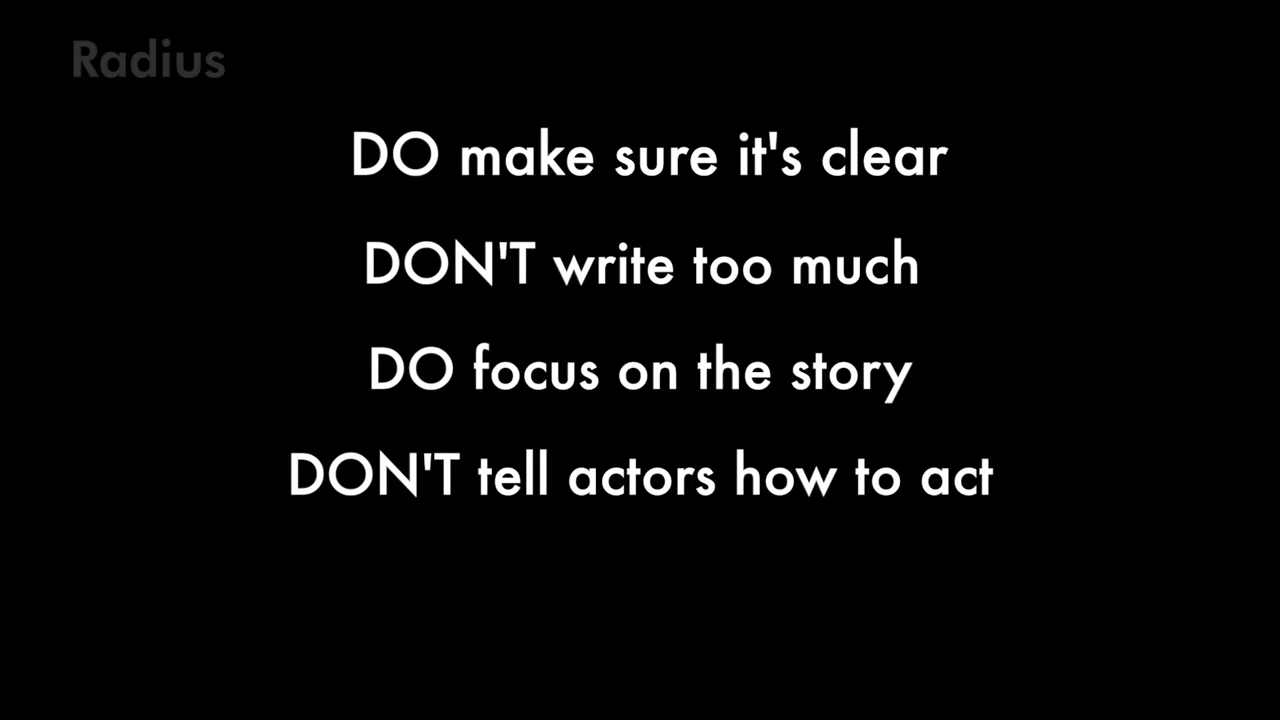 Radius
DO make sure it's clear
DON'T write too much
DO focus on the story
DON'T tell actors how to act